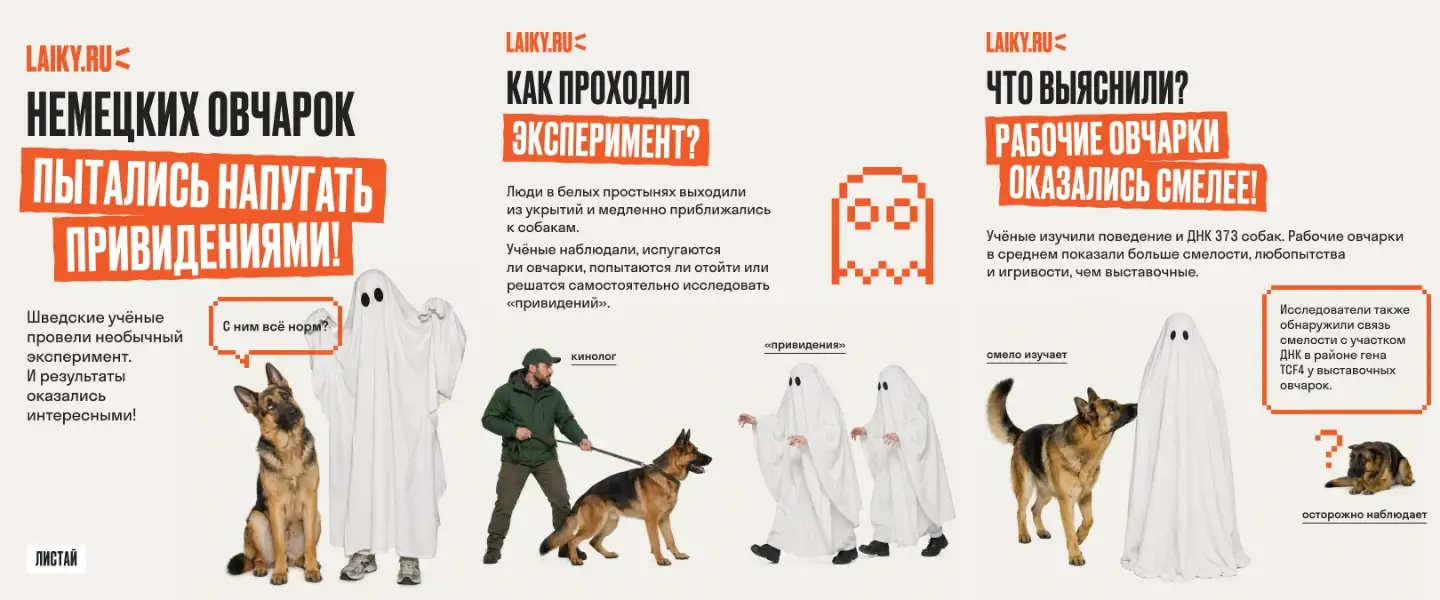 LAIKY.RU
НЕМЕЦКИХ ОВЧАРОК
ПЫТАЛИСЬ НАПУГАТЬ
ПРИВИДЕНИЯМИ!
Шведские учёные
провели необычный
эксперимент.
И результаты
оказались
интересными!
С ним всё норм?
ЛИСТАЙ
LAIKY.RU
КАК ПРОХОДИЛ
ЭКСПЕРИМЕНТ?
Люди в белых простынях выходили
из укрытий и медленно приближались
к собакам.
Учёные наблюдали, испугаются
ли овчарки, попытаются ли отойти или
решатся самостоятельно исследовать
«привидений».
кинолог
«привидения»
LAIKY.RU
ЧТО ВЫЯСНИЛИ?
РАБОЧИЕ ОВЧАРКИ
ОКАЗАЛИСЬ СМЕЛЕЕ!
Учёные изучили поведение и ДНК 373 собак. Рабочие овчарки
в среднем показали больше смелости, любопытства
и игривости, чем выставочные.
Исследователи также
обнаружили связь
смелости с участком
ДНК в районе гена
TCF4 у выставочных
овчарок.
смело изучает
?
осторожно наблюдает